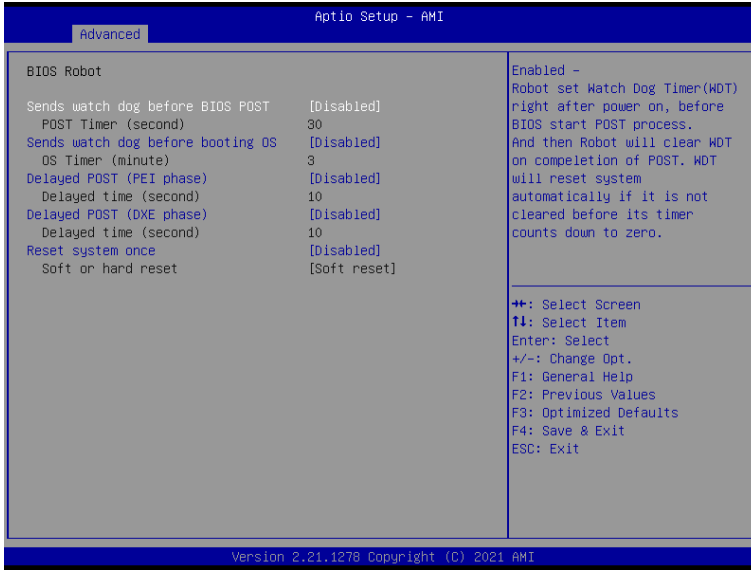 Aptio Setup – AMI
Advanced
BIOS Robot
Sends watch dog before BIOS POST [Disabled]
POST Timer (second) 30
Sends watch dog before booting OS [Disabled]
OS Timer (minute) 3
Delayed POST (PEI phase) [Disabled]
Delayed time (second) 10
Delayed POST (DXE phase) [Disabled]
Delayed time (second) 10
Reset system once [Disabled]
Soft or hard reset [Soft reset]
Enabled –
Robot set Watch Dog Timer(WDT)
right after power on, before
BIOS start POST process.
And then Robot will clear WDT
on compeletion of POST. WDT
will reset system
automatically if it is not
cleared before its timer
counts down to zero.
→←: Select Screen
↑↓: Select Item
Enter: Select
+/-: Change Opt.
F1: General Help
F2: Previous Values
F3: Optimized Defaults
F4: Save & Exit
ESC: Exit
Version 2.21.1278 Copyright (C) 2021 AMI